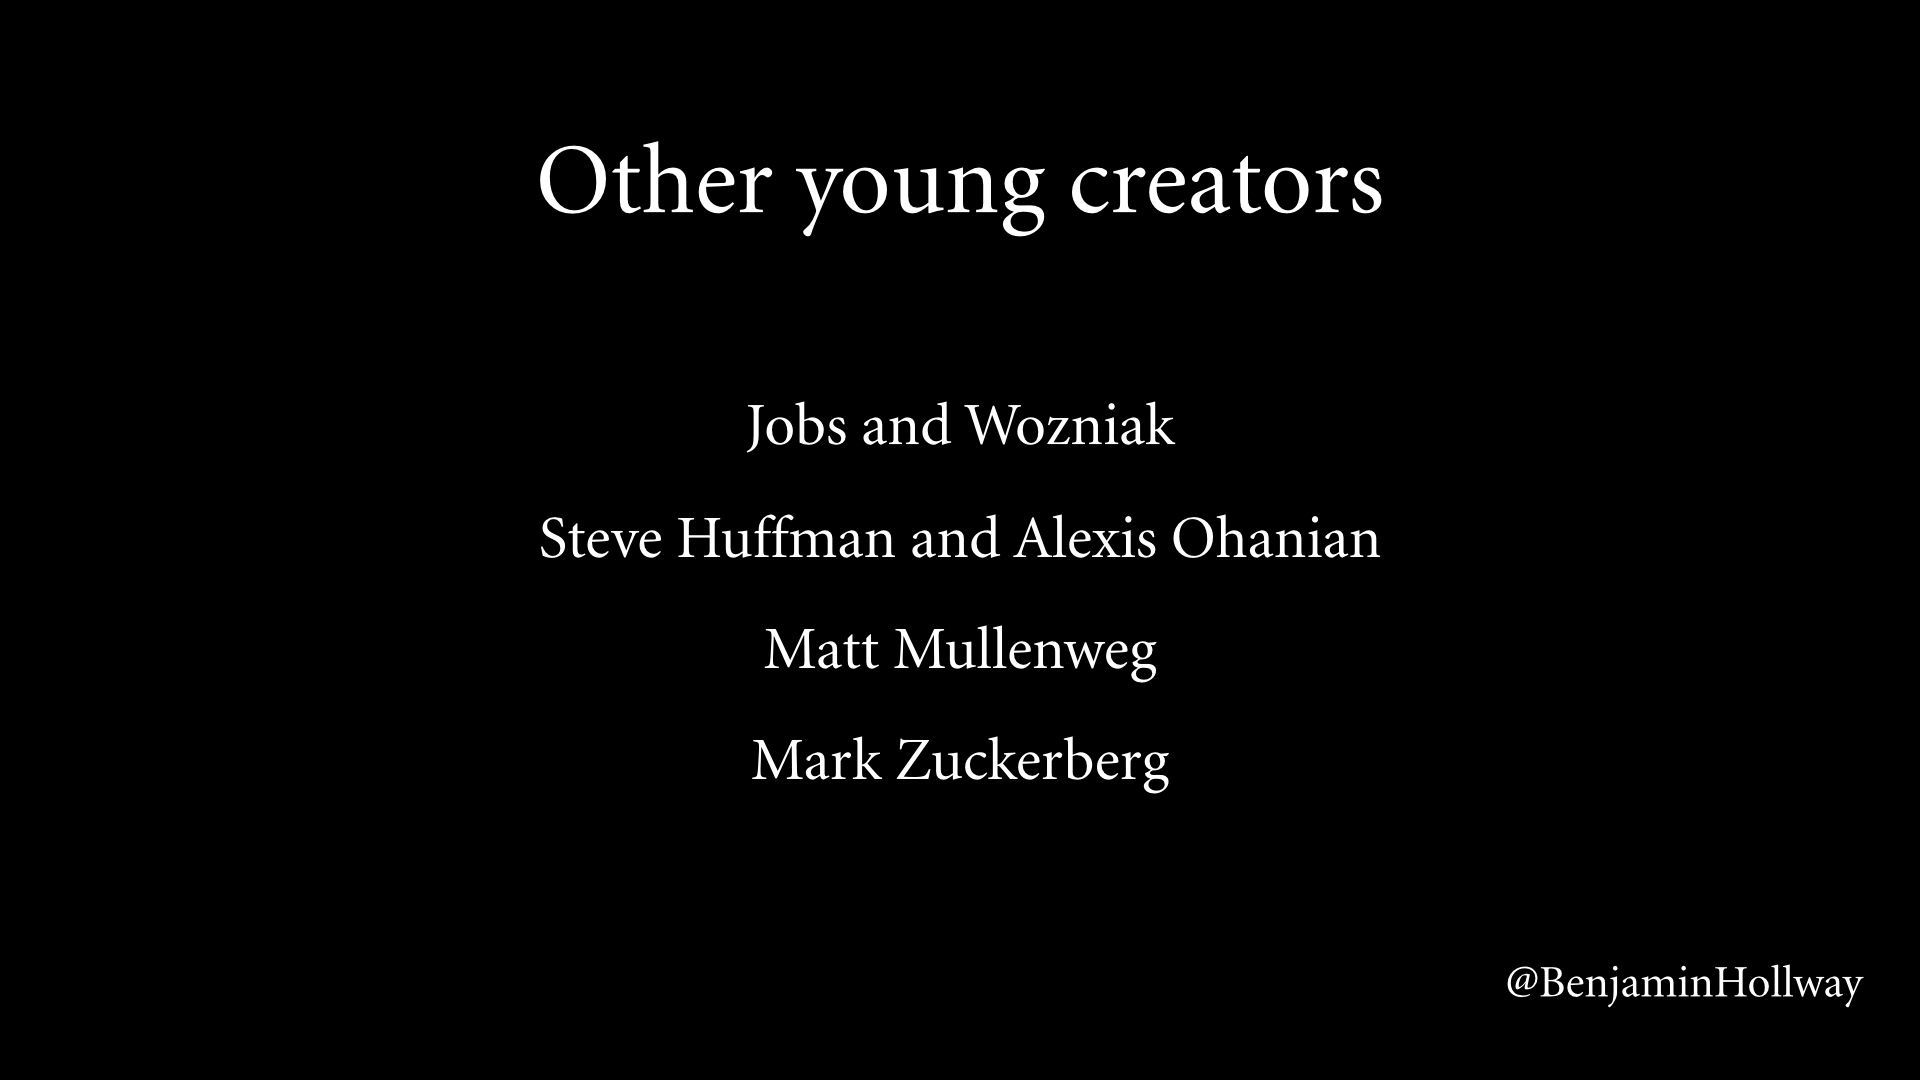 Other young creators
Jobs and Wozniak
Steve Huffman and Alexis Ohanian
Matt Mullenweg
Mark Zuckerberg
@BenjaminHollway